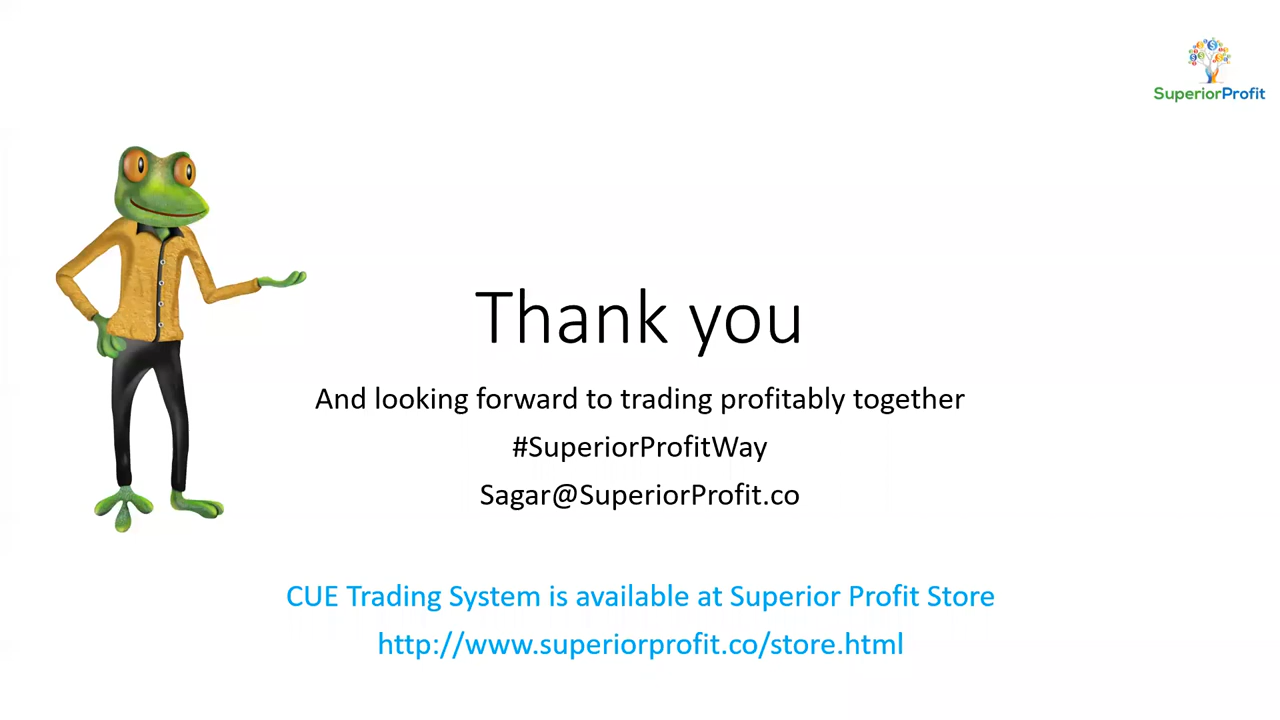 SuperiorProfit
Thank you
And looking forward to trading profitably together
#SuperiorProfitWay
Sagar@SuperiorProfit.co
CUE Trading System is available at Superior Profit Store
http://www.superiorprofit.co/store.html